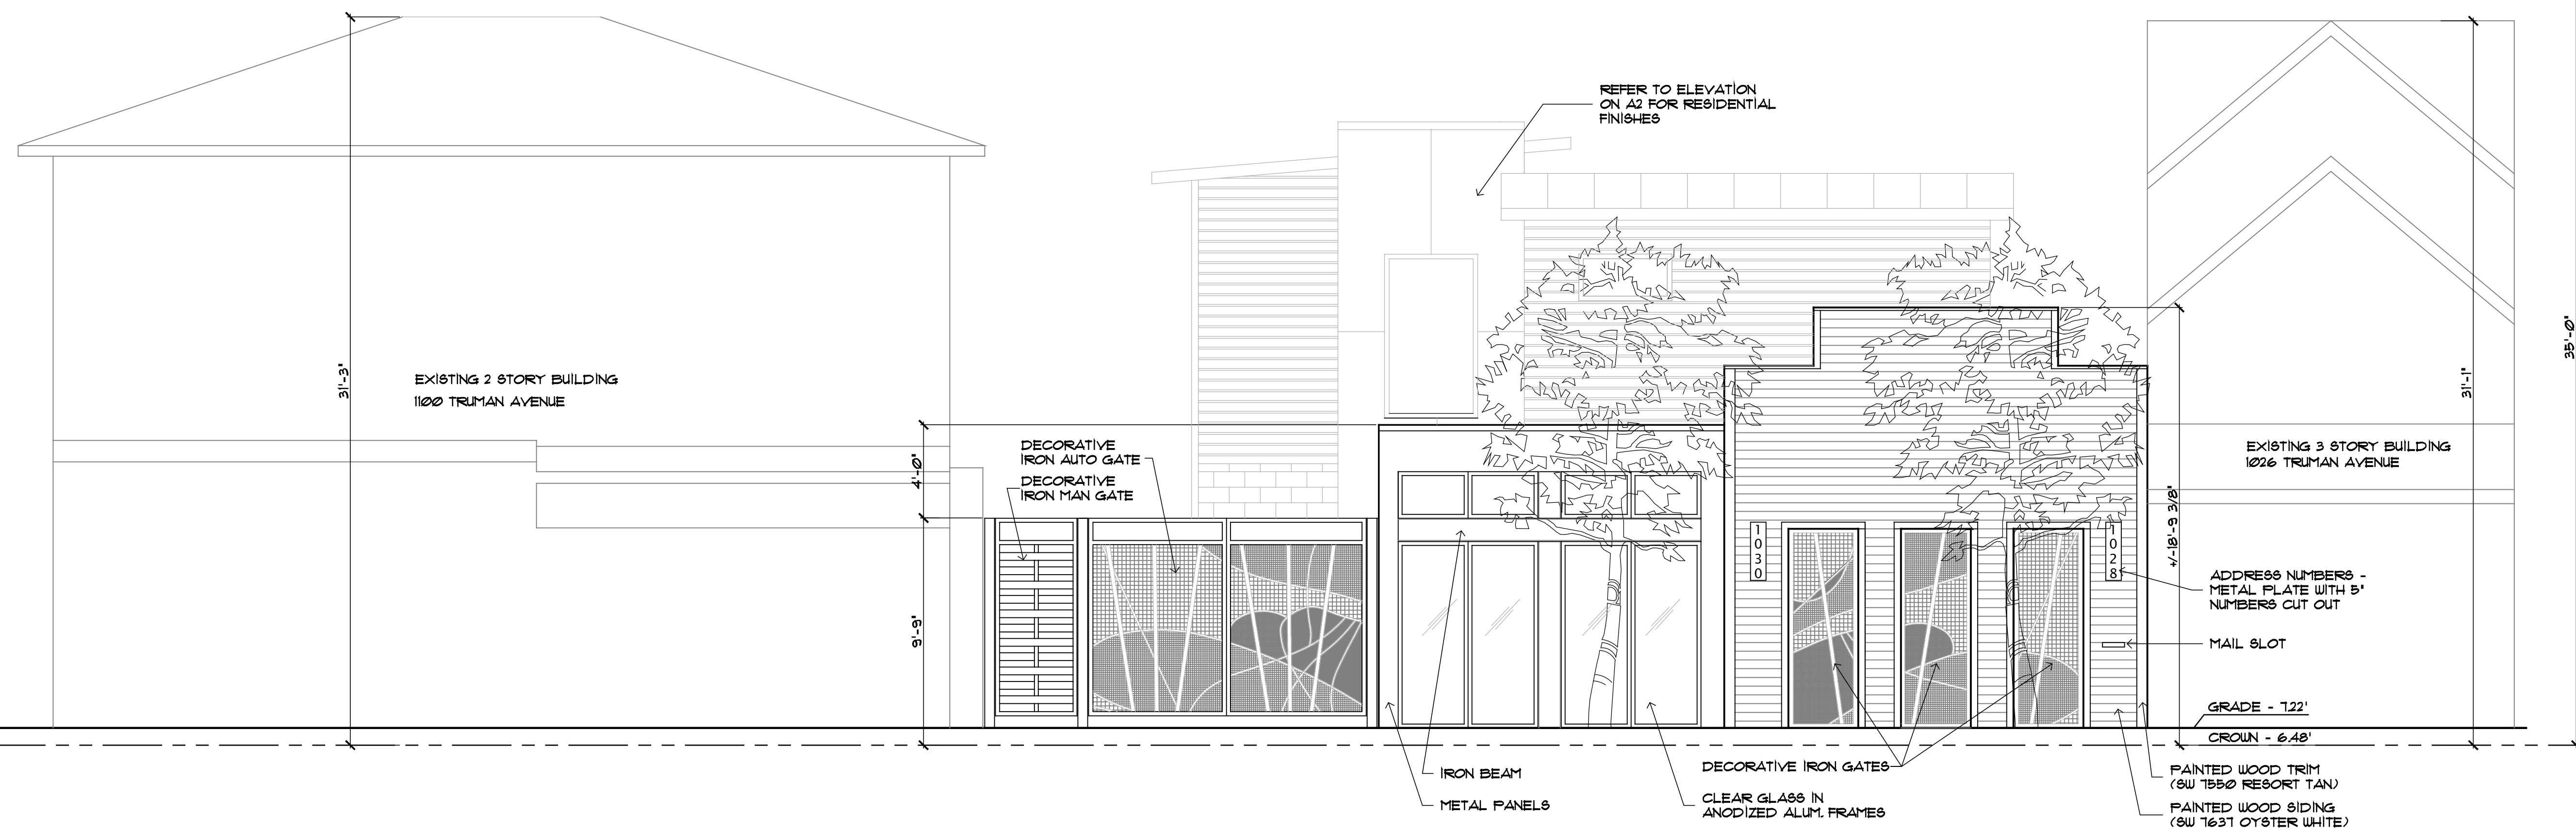 REFER TO ELEVATION
ON A2 FOR RESIDENTIAL
FINISHES
31'-3"
EXISTING 2 STORY BUILDING
1100 TRUMAN AVENUE
4'-0"
9'-9"
DECORATIVE
IRON AUTO GATE
DECORATIVE
IRON MAN GATE
1030
1028
+/-18'-9 3/8"
31'-1"
35'-0"
EXISTING 3 STORY BUILDING
1026 TRUMAN AVENUE
ADDRESS NUMBERS -
METAL PLATE WITH 5"
NUMBERS CUT OUT
MAIL SLOT
GRADE - 7.22'
CROWN - 6.48'
IRON BEAM
METAL PANELS
DECORATIVE IRON GATES
CLEAR GLASS IN
ANODIZED ALUM. FRAMES
PAINTED WOOD TRIM
(SW 7550 RESORT TAN)
PAINTED WOOD SIDING
(SW 7637 OYSTER WHITE)